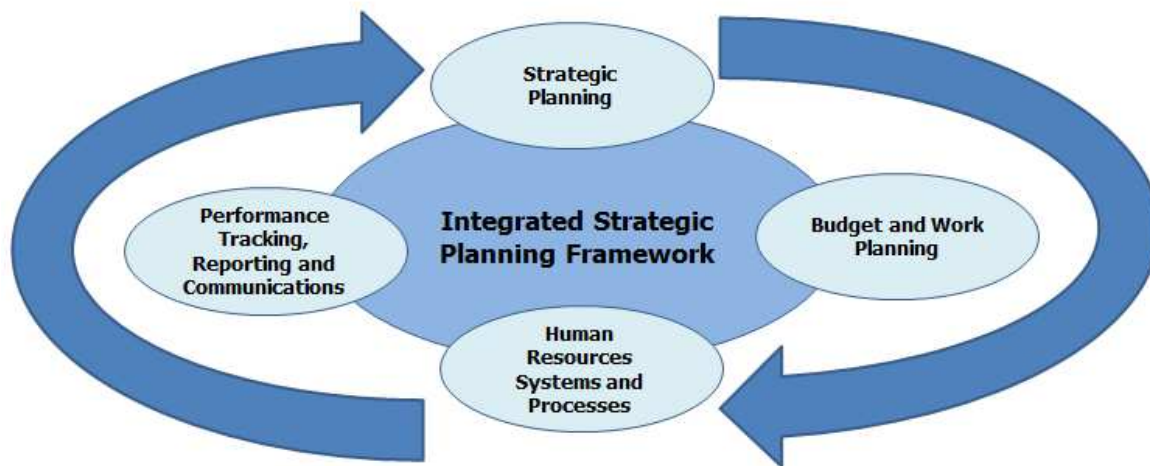 Strategic
Planning
Performance
Tracking,
Reporting and
Communications
Integrated Strategic
Planning Framework
Budget and Work
Planning
Human
Resources
Systems and
Processes